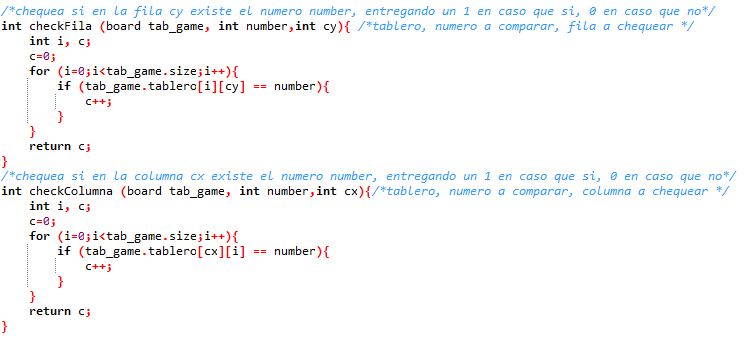 /*chequea si en la fila cy existe el numero number, entregando un 1 en caso que si, 0 en caso que no*/
int checkFila (board tab_game, int number,int cy){ /*tablero, numero a comparar, fila a chequear */
    int i, c;
    c=0;
    for (i=0;i<tab_game.size;i++){
        if (tab_game.tablero[i][cy] == number){
            c++;
        }
    }
    return c;
}
/*chequea si en la columna cx existe el numero number, entregando un 1 en caso que si, 0 en caso que no*/
int checkColumna (board tab_game, int number,int cx){/*tablero, numero a comparar, columna a chequear */
    int i, c;
    c=0;
    for (i=0;i<tab_game.size;i++){
        if (tab_game.tablero[cx][i] == number){
            c++;
        }
    }
    return c;
}